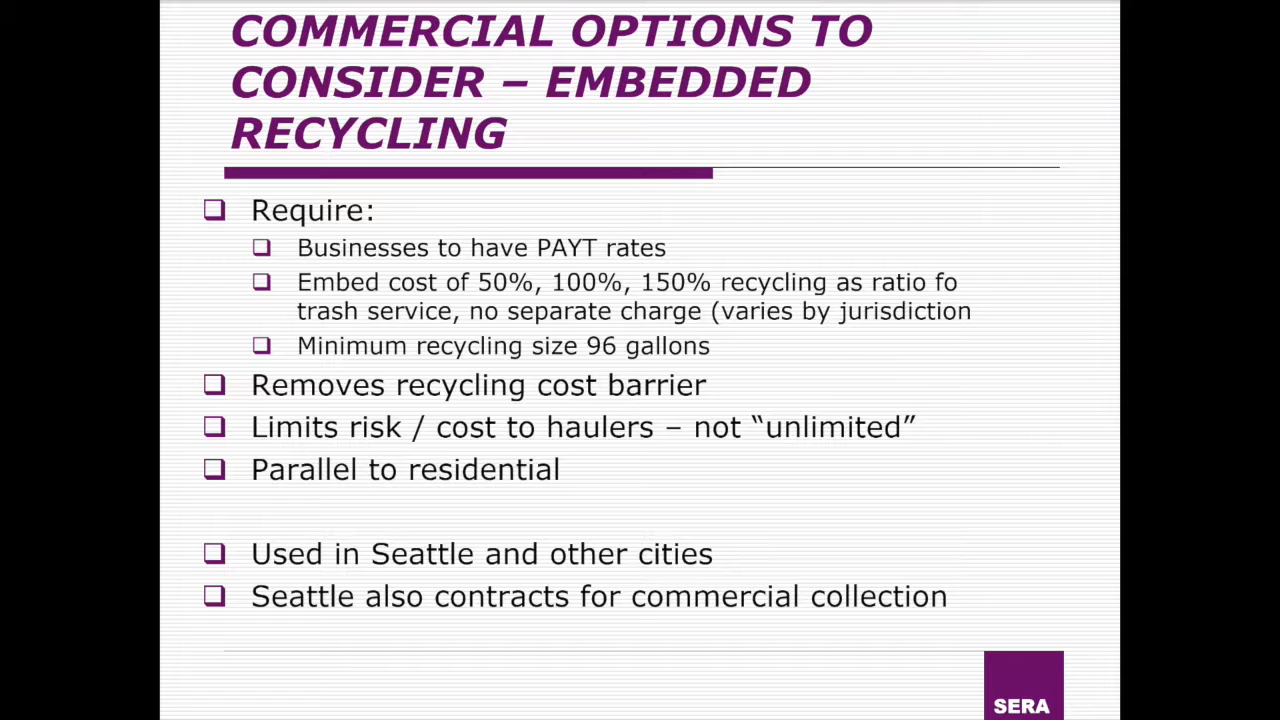 COMMERCIAL OPTIONS TO
CONSIDER – EMBEDDED
RECYCLING
Require:
Businesses to have PAYT rates
Embed cost of 50%, 100%, 150% recycling as ratio fo
trash service, no separate charge (varies by jurisdiction
Minimum recycling size 96 gallons
Removes recycling cost barrier
Limits risk / cost to haulers – not “unlimited”
Parallel to residential
Used in Seattle and other cities
Seattle also contracts for commercial collection
SERA